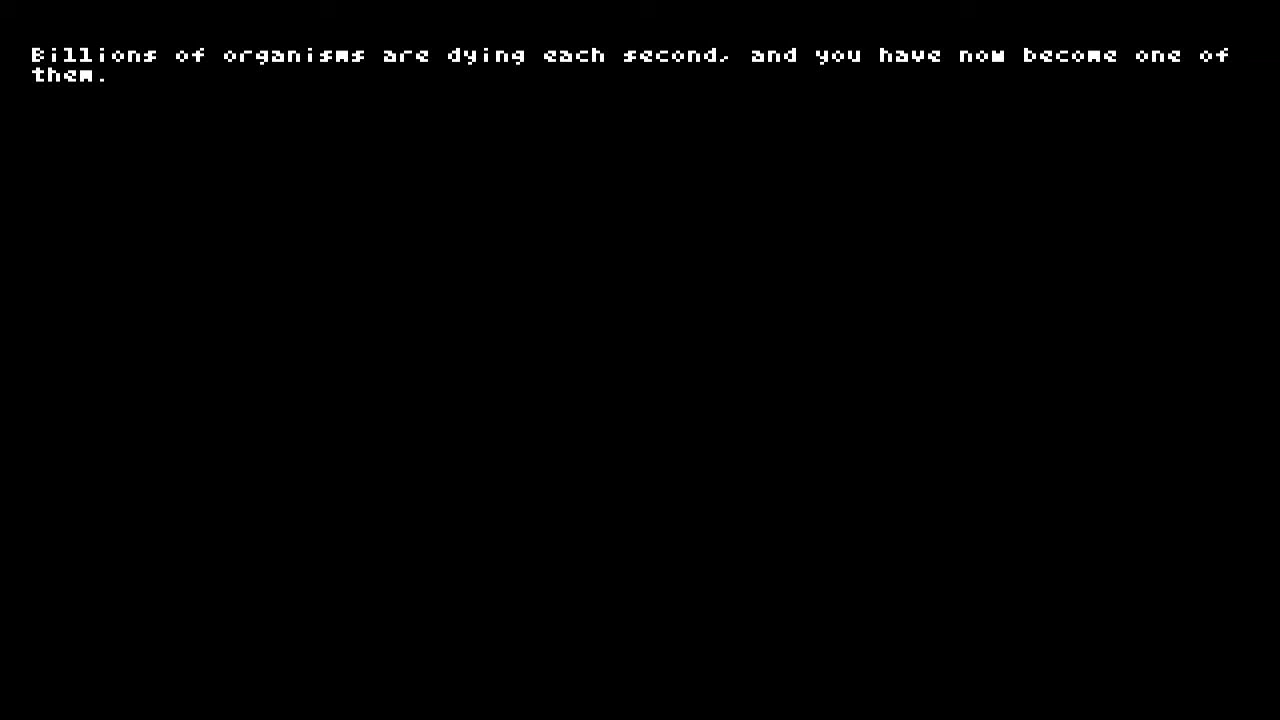 Billions of organisms are dying each second, and you have now become one of
them.